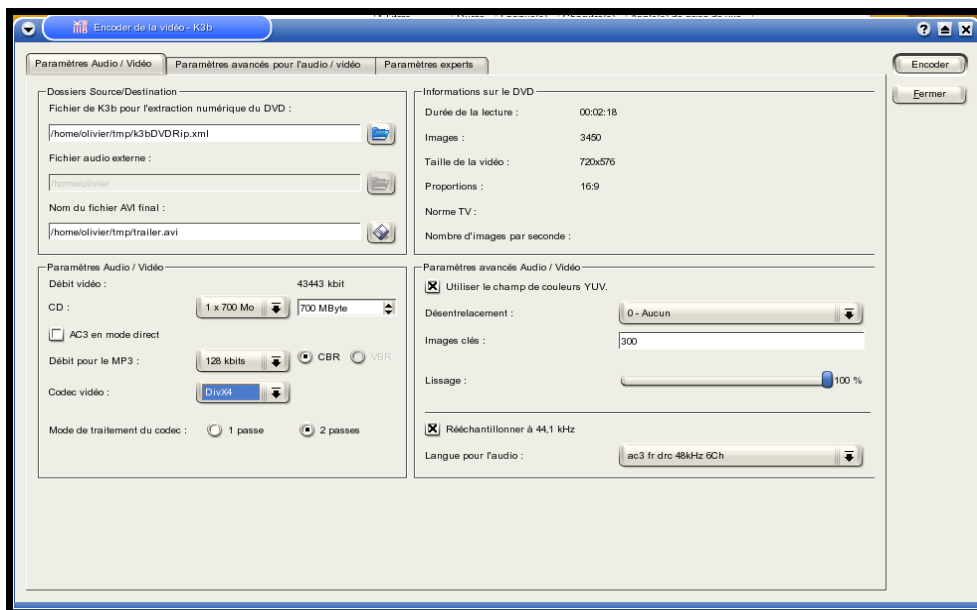 Encoder de la vidéo - K3b
Paramètres Audio / Vidéo
Paramètres avancés pour l'audio / vidéo
Paramètres experts
Encoder
Fermer
Dossiers Source/Destination
Fichier de K3b pour l'extraction numérique du DVD :
/home/olivier/tmp/k3bDVDRip.xml
Fichier audio externe :
/home/olivier
Nom du fichier AVI final :
/home/olivier/tmp/trailer.avi
Informations sur le DVD
Durée de la lecture : 00:02:18
Images : 3450
Taille de la vidéo : 720x576
Proportions : 16:9
Norme TV :
Nombre d'images par seconde :
Paramètres Audio / Vidéo
Débit vidéo : 43443 kbit
CD : 1 x 700 Mo 700 MByte
AC3 en mode direct
Débit pour le MP3 : 128 kbits CBR VBR
Codec vidéo : DivX4
Mode de traitement du codec : 1 passe 2 passes
Paramètres avancés Audio / Vidéo
Utiliser le champ de couleurs YUV.
Désentrelacement : 0 - Aucun
Images clés : 300
Lissage : 100 %
Rééchantillonner à 44,1 kHz
Langue pour l'audio : ac3 fr drc 48kHz 6Ch